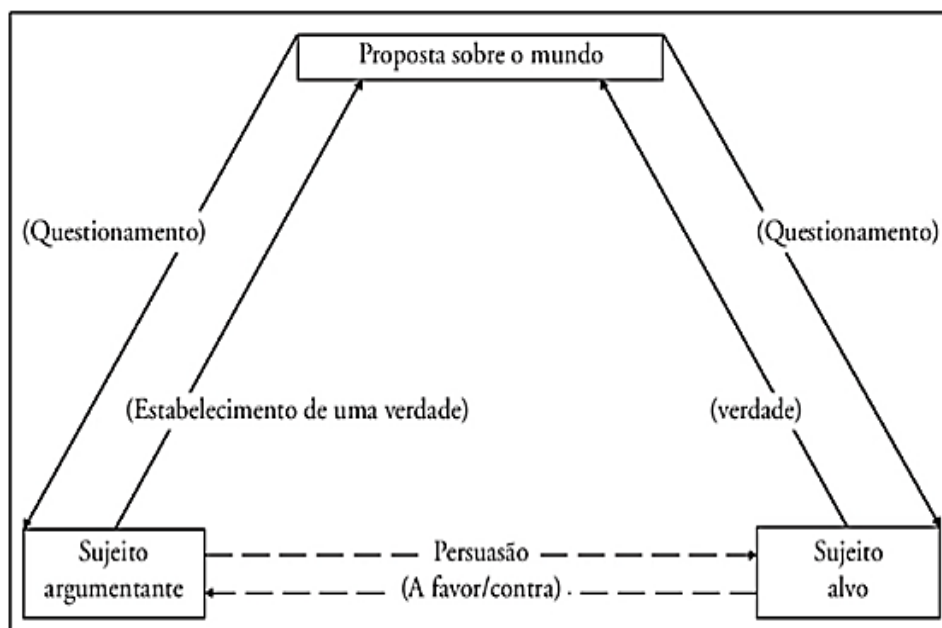 Proposta sobre o mundo
(Questionamento)
(Questionamento)
(Estabelecimento de uma verdade)
(verdade)
Sujeito
argumentante
Persuasão
(A favor/contra)
Sujeito
alvo